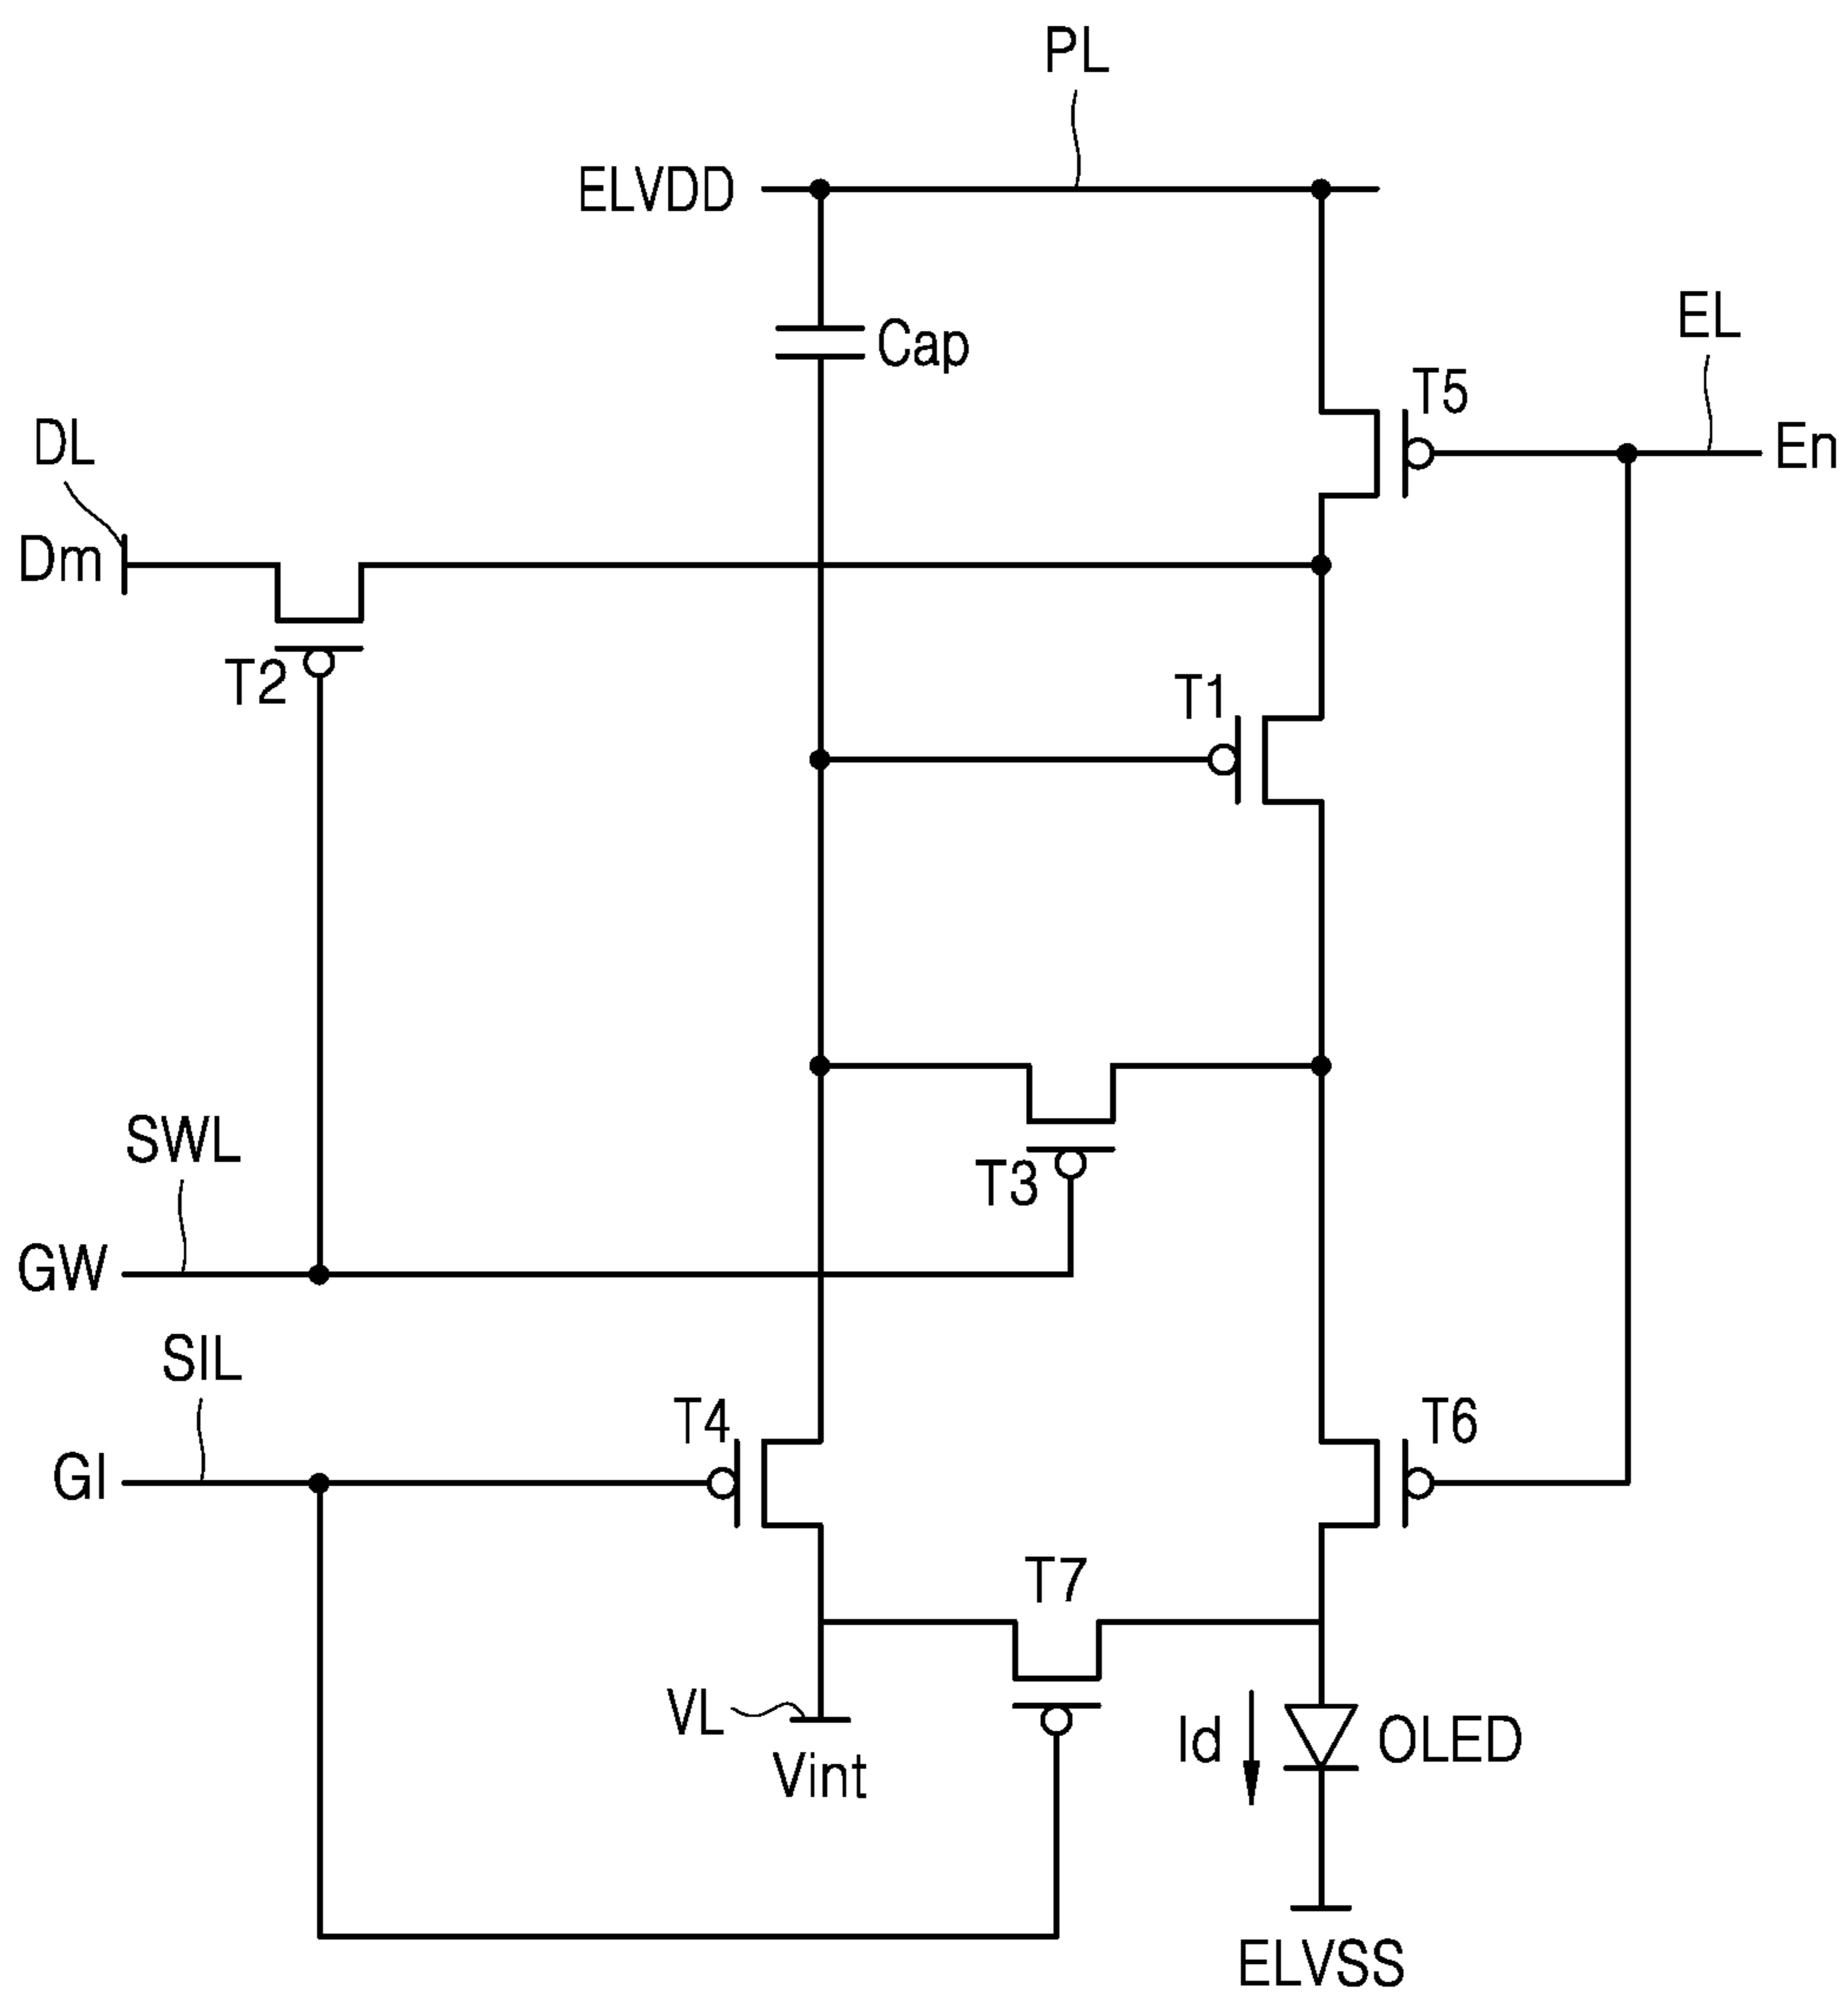 PL
ELVDD
EL
Cap
T5
DL
En
Dm
T2
T1
SWL
T3
GW
SIL
T4
T6
GI
T7
VL
Id
OLED
Vint
ELVSS